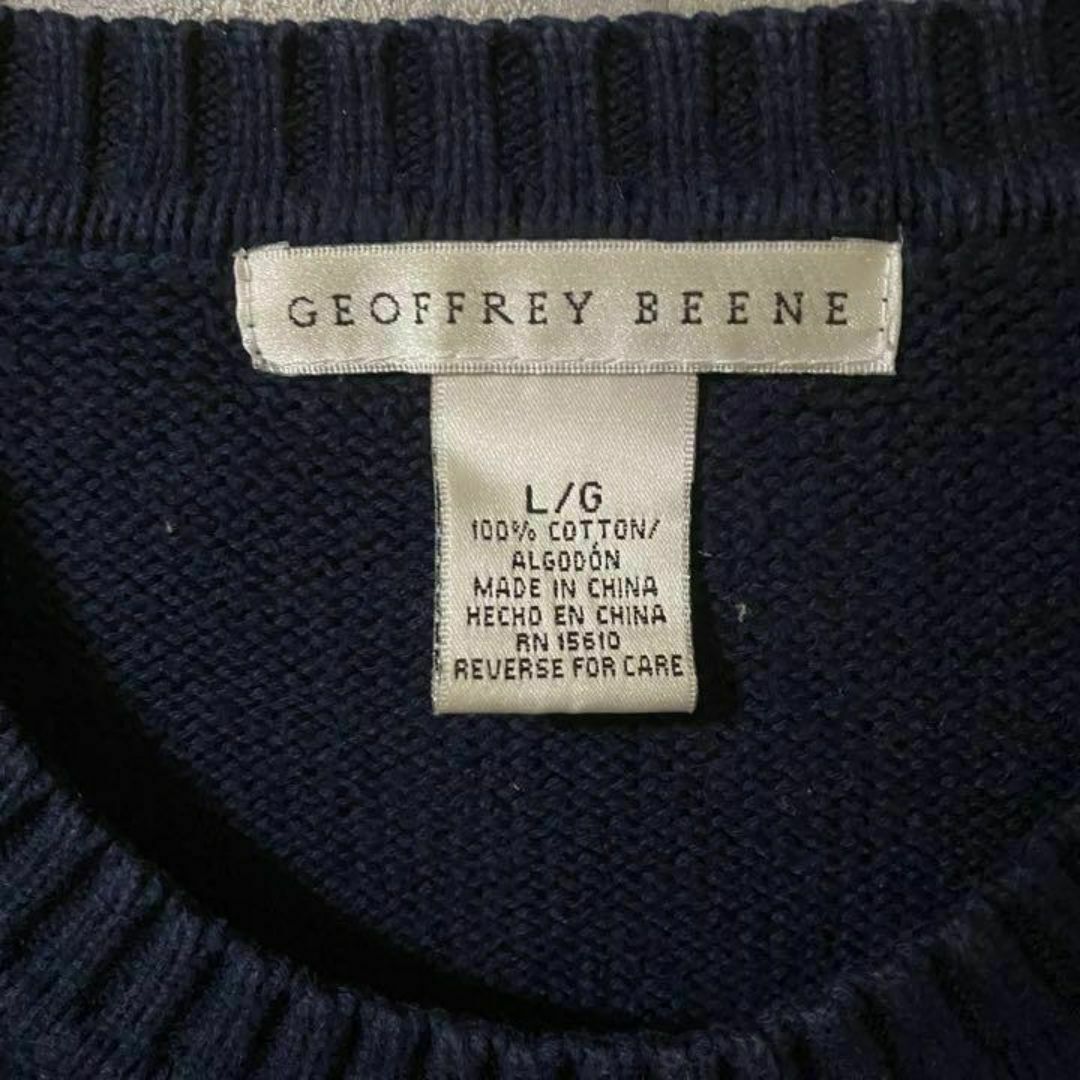 GEOFFREY BEENE
L/G
100% COTTON/
ALGODÓN
MADE IN CHINA
HECHO EN CHINA
RN 15610
REVERSE FOR CARE